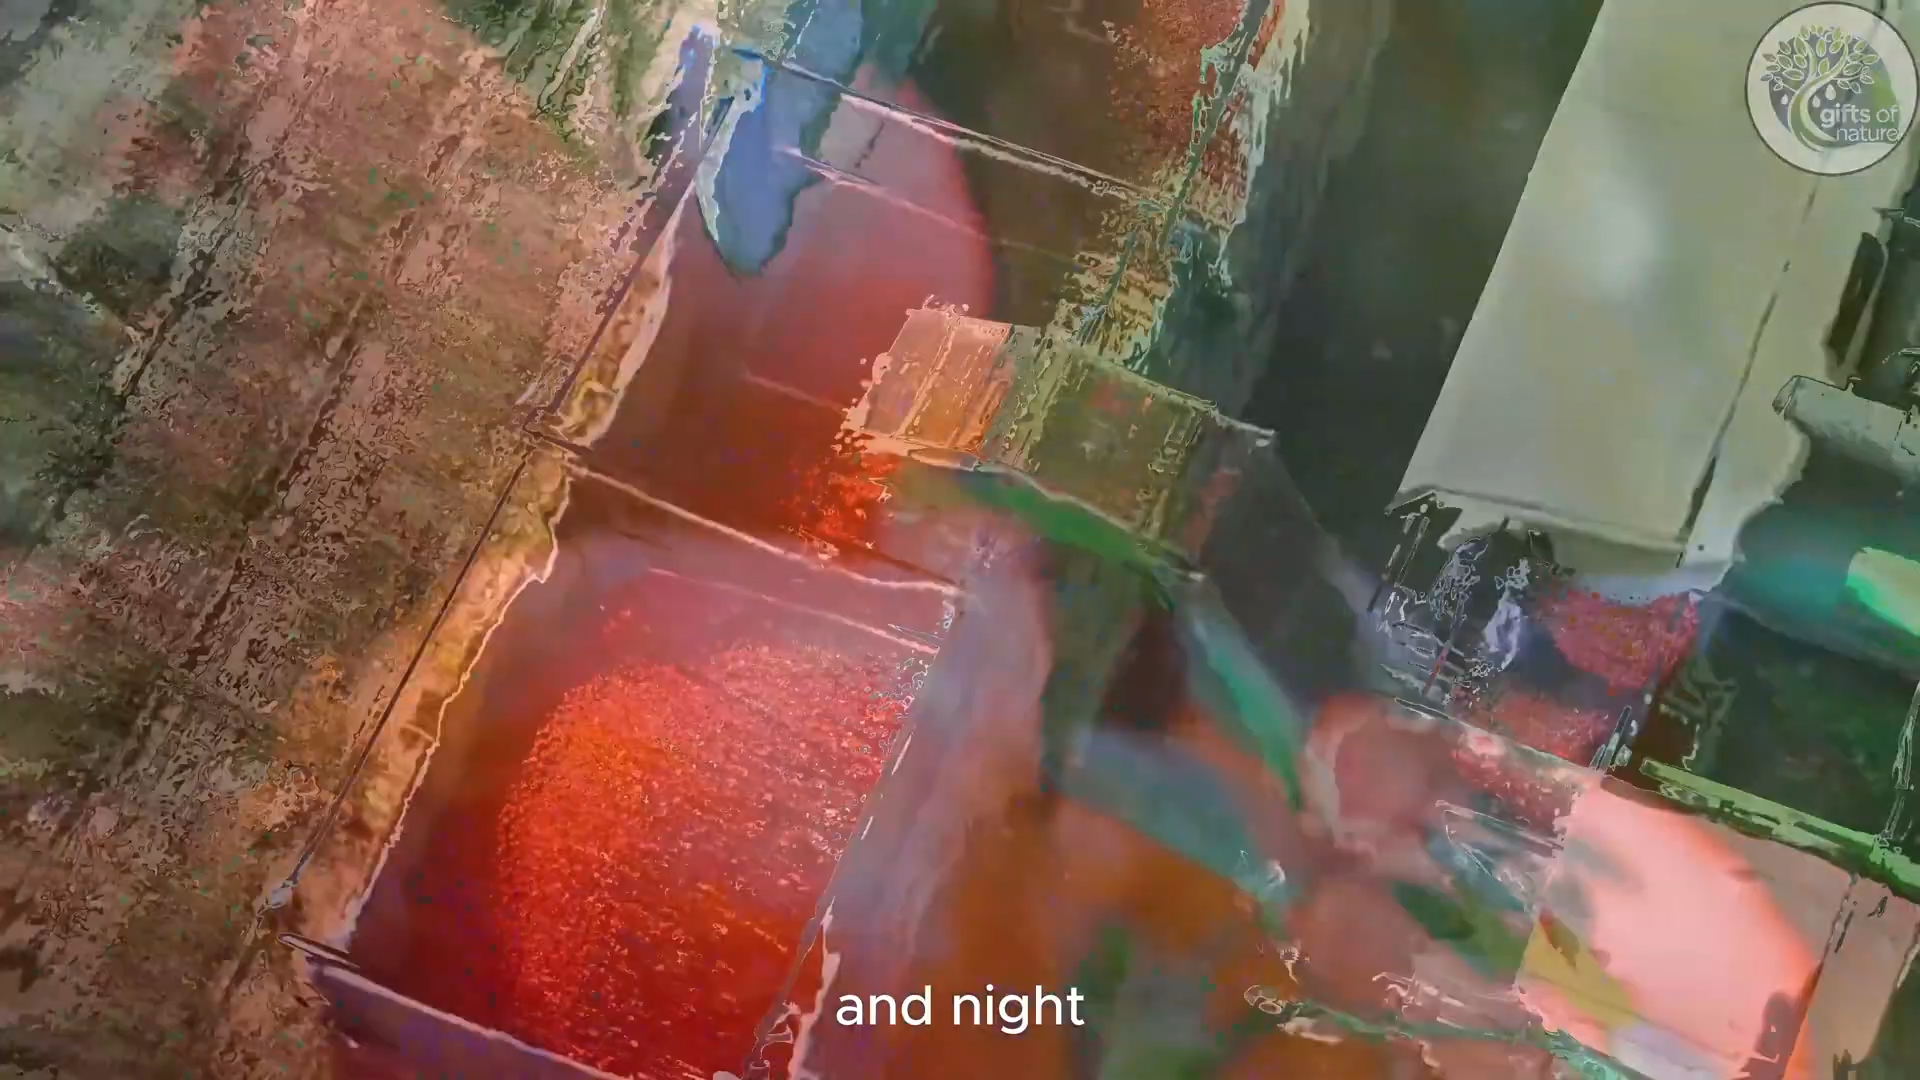 gifts of
nature
and night